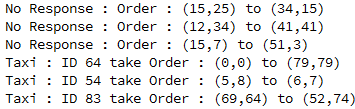 No Response : Order : (15,25) to (34,15)
No Response : Order : (12,34) to (41,41)
No Response : Order : (15,7) to (51,3)
Taxi : ID 64 take Order : (0,0) to (79,79)
Taxi : ID 54 take Order : (5,8) to (6,7)
Taxi : ID 83 take Order : (69,64) to (52,74)